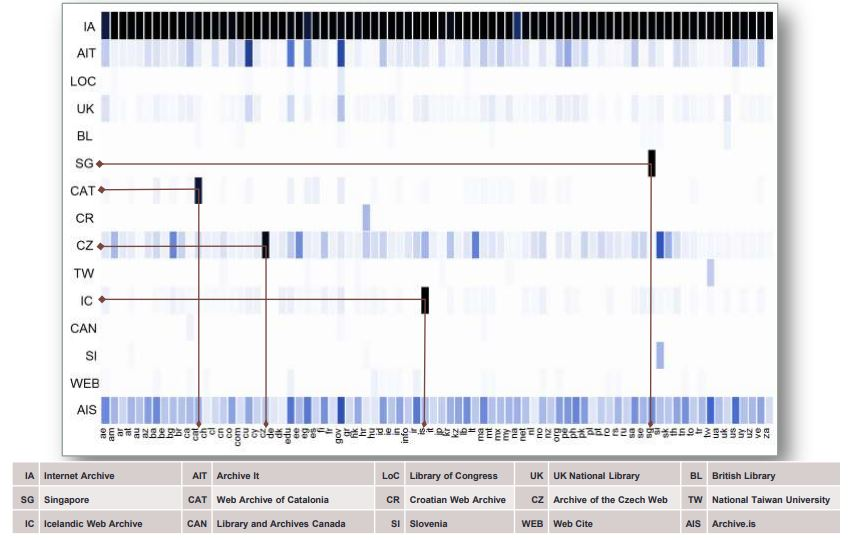 IA
AIT
LOC
UK
BL
SG
CAT
CR
CZ
TW
IC
CAN
SI
WEB
AIS
ae am ar at au az ba be bg br ca cat ch cl cn co com cu cy cz de dk edu ee eg es fi fr gov hk hr hu id ie in info ir is it jp kr kz lb lt ma mt mx my na net nl no nz org pe ph pk pl pt ro rs ru sa se sg si sk th tn to tr tw ua uk us uy uz ve za
IA Internet Archive AIT Archive It LoC Library of Congress UK UK National Library BL British Library
SG Singapore CAT Web Archive of Catalonia CR Croatian Web Archive CZ Archive of the Czech Web TW National Taiwan University
IC Icelandic Web Archive CAN Library and Archives Canada SI Slovenia WEB Web Cite AIS Archive.is